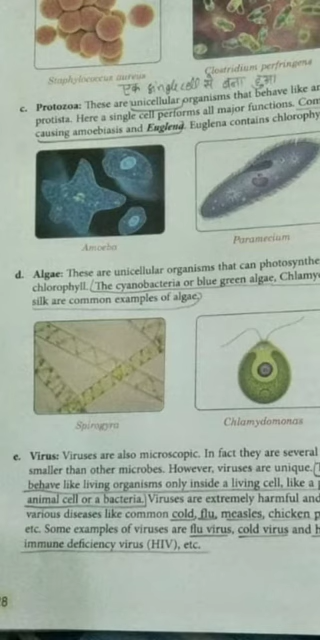 Staphylococcus aureus
Clostridium perfringens
एक single cell से बना हुआ
c. Protozoa: These are unicellular organisms that behave like
protista. Here a single cell performs all major functions.
causing amoebiasis and Euglena. Euglena contains
Amoeba
Paramecium
d. Algae: These are unicellular organisms that can
chlorophyll. (The cyanobacteria or blue green algae,
silk are common examples of algae.)
Spirogyra
Chlamydomonas
e. Virus: Viruses are also microscopic. In fact they are several
smaller than other microbes. However, viruses are unique.
behave like living organisms only inside a living cell, like a
animal cell or a bacteria. Viruses are extremely harmful and
various diseases like common cold, flu, measles, chicken
etc. Some examples of viruses are flu virus, cold virus and
immune deficiency virus (HIV), etc.
8